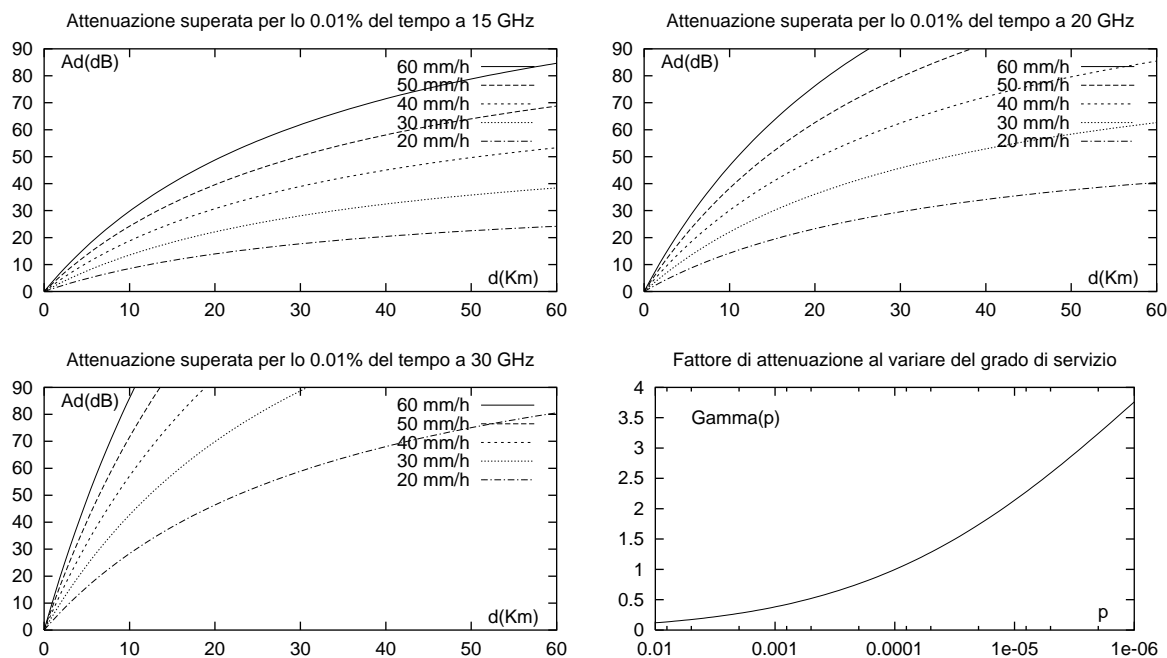 Attenuazione superata per lo 0.01% del tempo a 15 GHz
90
80
70
60
50
40
30
20
10
0
Ad(dB)
60 mm/h
50 mm/h
40 mm/h
30 mm/h
20 mm/h
d(Km)
0 10 20 30 40 50 60
Attenuazione superata per lo 0.01% del tempo a 20 GHz
90
80
70
60
50
40
30
20
10
0
Ad(dB)
60 mm/h
50 mm/h
40 mm/h
30 mm/h
20 mm/h
d(Km)
0 10 20 30 40 50 60
Attenuazione superata per lo 0.01% del tempo a 30 GHz
90
80
70
60
50
40
30
20
10
0
Ad(dB)
60 mm/h
50 mm/h
40 mm/h
30 mm/h
20 mm/h
d(Km)
0 10 20 30 40 50 60
Fattore di attenuazione al variare del grado di servizio
4
3.5
3
2.5
2
1.5
1
0.5
0
Gamma(p)
p
0.01 0.001 0.0001 1e-05 1e-06